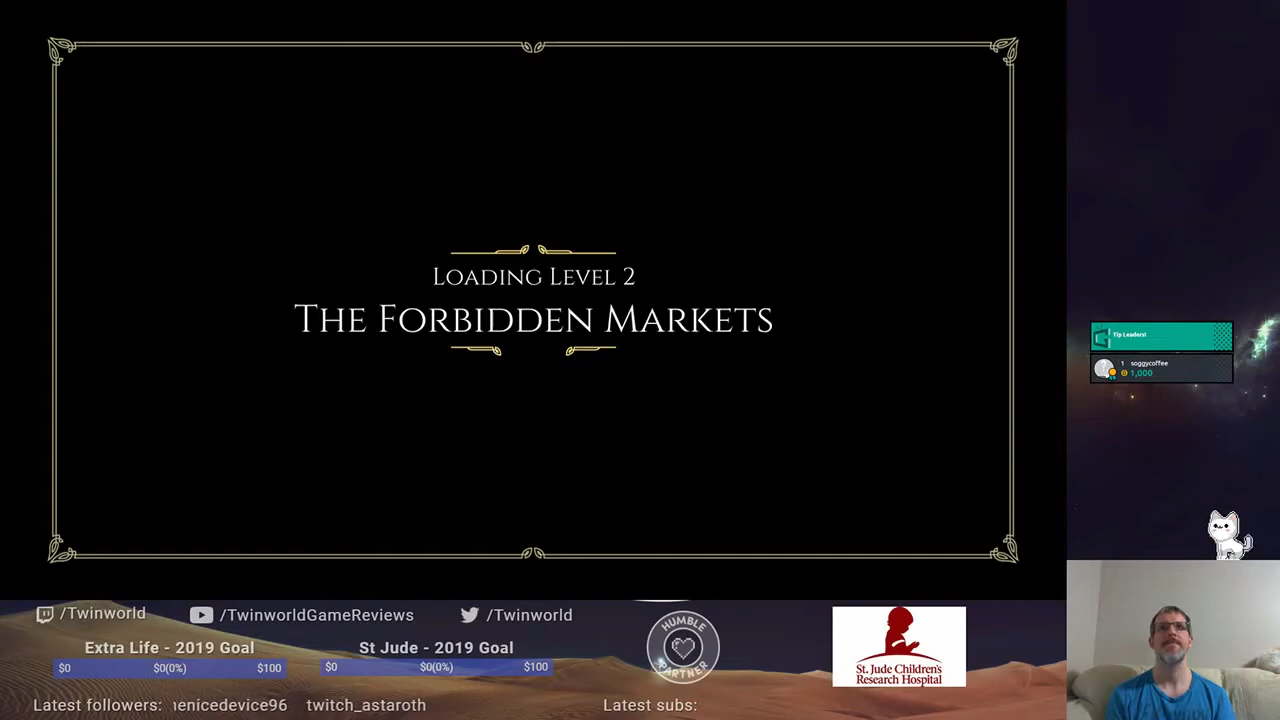 Loading Level 2
The Forbidden Markets
Tip Leaders!
1 soggycoffee
1,000
/Twinworld
/TwinworldGameReviews
/Twinworld
Extra Life - 2019 Goal
$0 $0(0%) $100
St Jude - 2019 Goal
$0 $0(0%) $100
HUMBLE
PARTNER
St. Jude Children's
Research Hospital
Latest followers: twitch_astaroth
Latest subs: